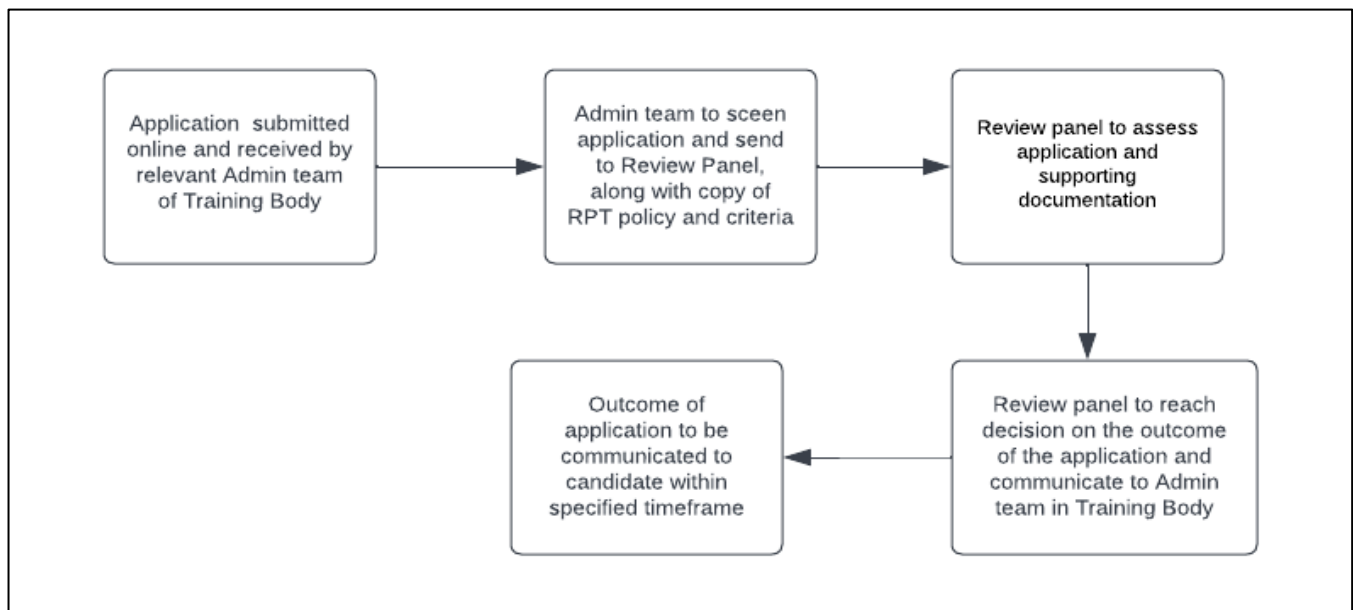 Application submitted
online and received by
relevant Admin team
of Training Body
Admin team to sceen
application and send
to Review Panel,
along with copy of
RPT policy and criteria
Review panel to assess
application and
supporting
documentation
Review panel to reach
decision on the outcome
of the application and
communicate to Admin
team in Training Body
Outcome of
application to be
communicated to
candidate within
specified timeframe